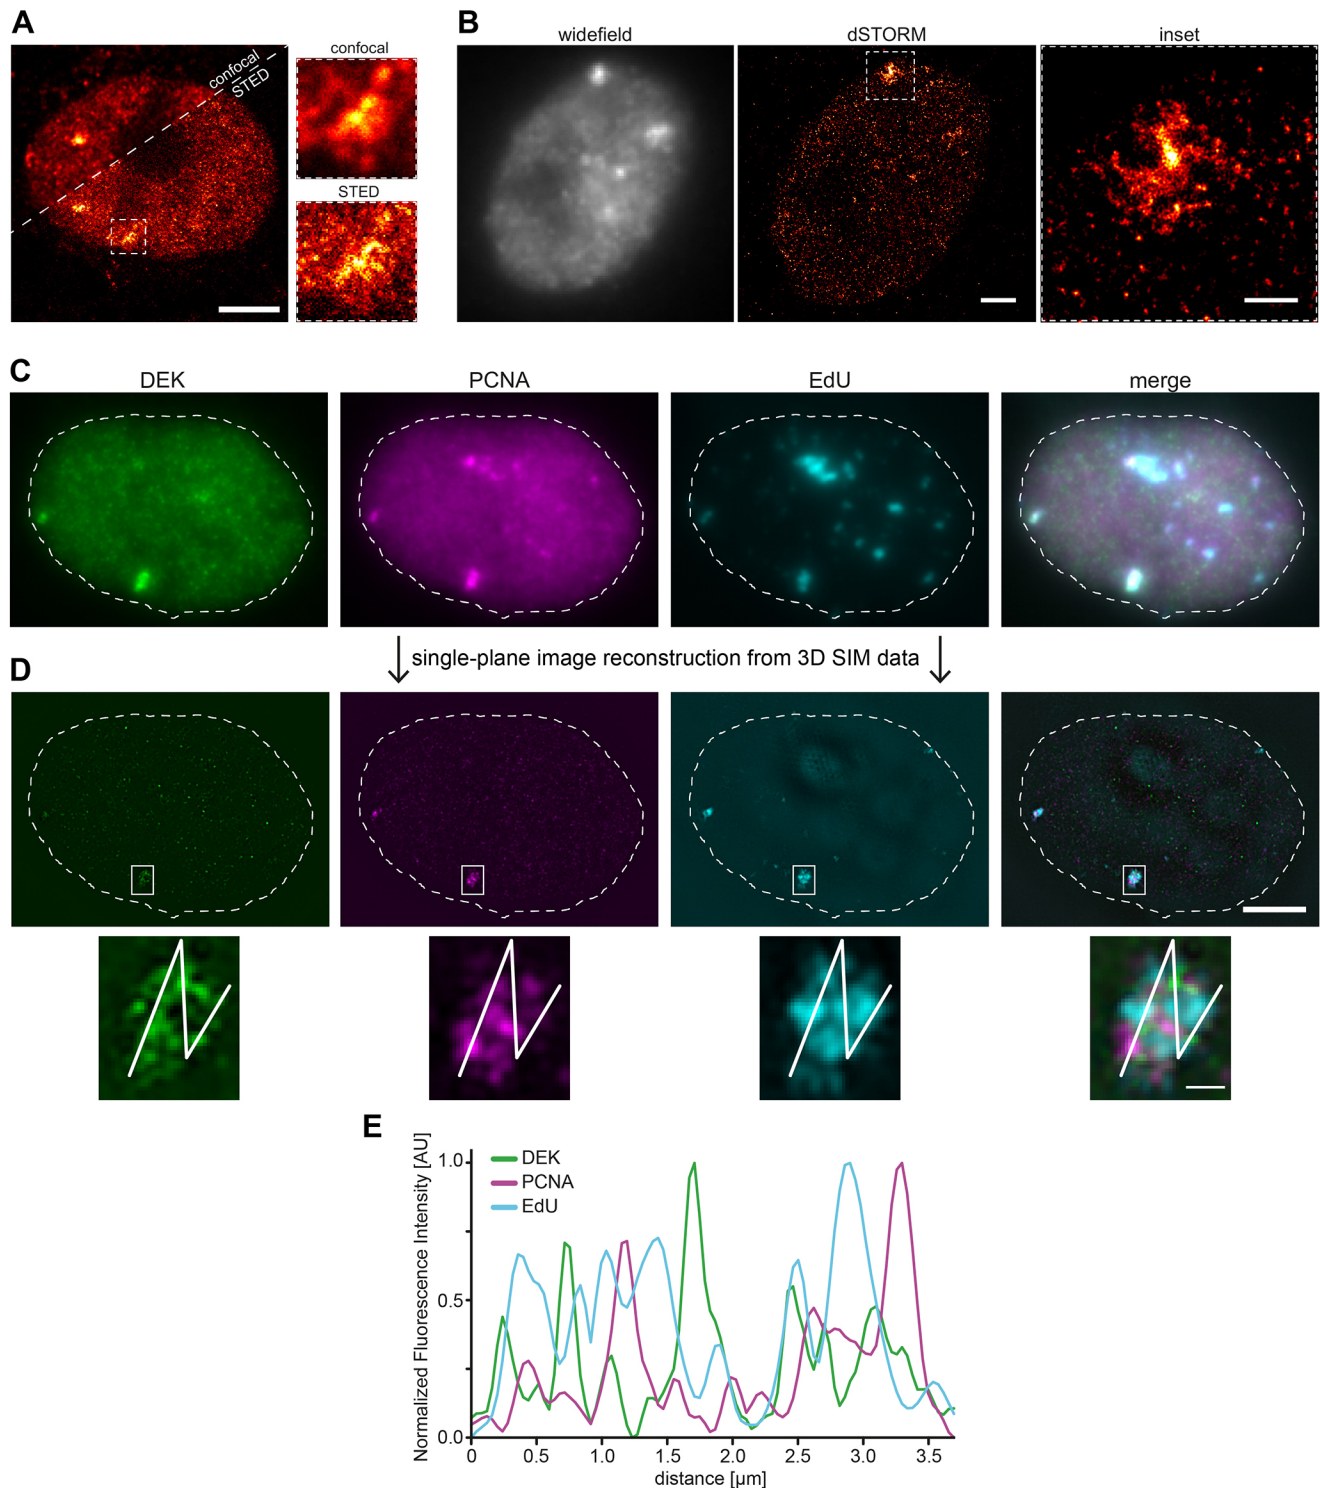 A
confocal
STED
confocal
STED
B
widefield
dSTORM
inset
C
DEK
PCNA
EdU
merge
single-plane image reconstruction from 3D SIM data
D
E
Normalized Fluorescence Intensity [AU]
1.0
0.5
0.0
DEK
PCNA
EdU
0 0.5 1.0 1.5 2.0 2.5 3.0 3.5
distance [µm]